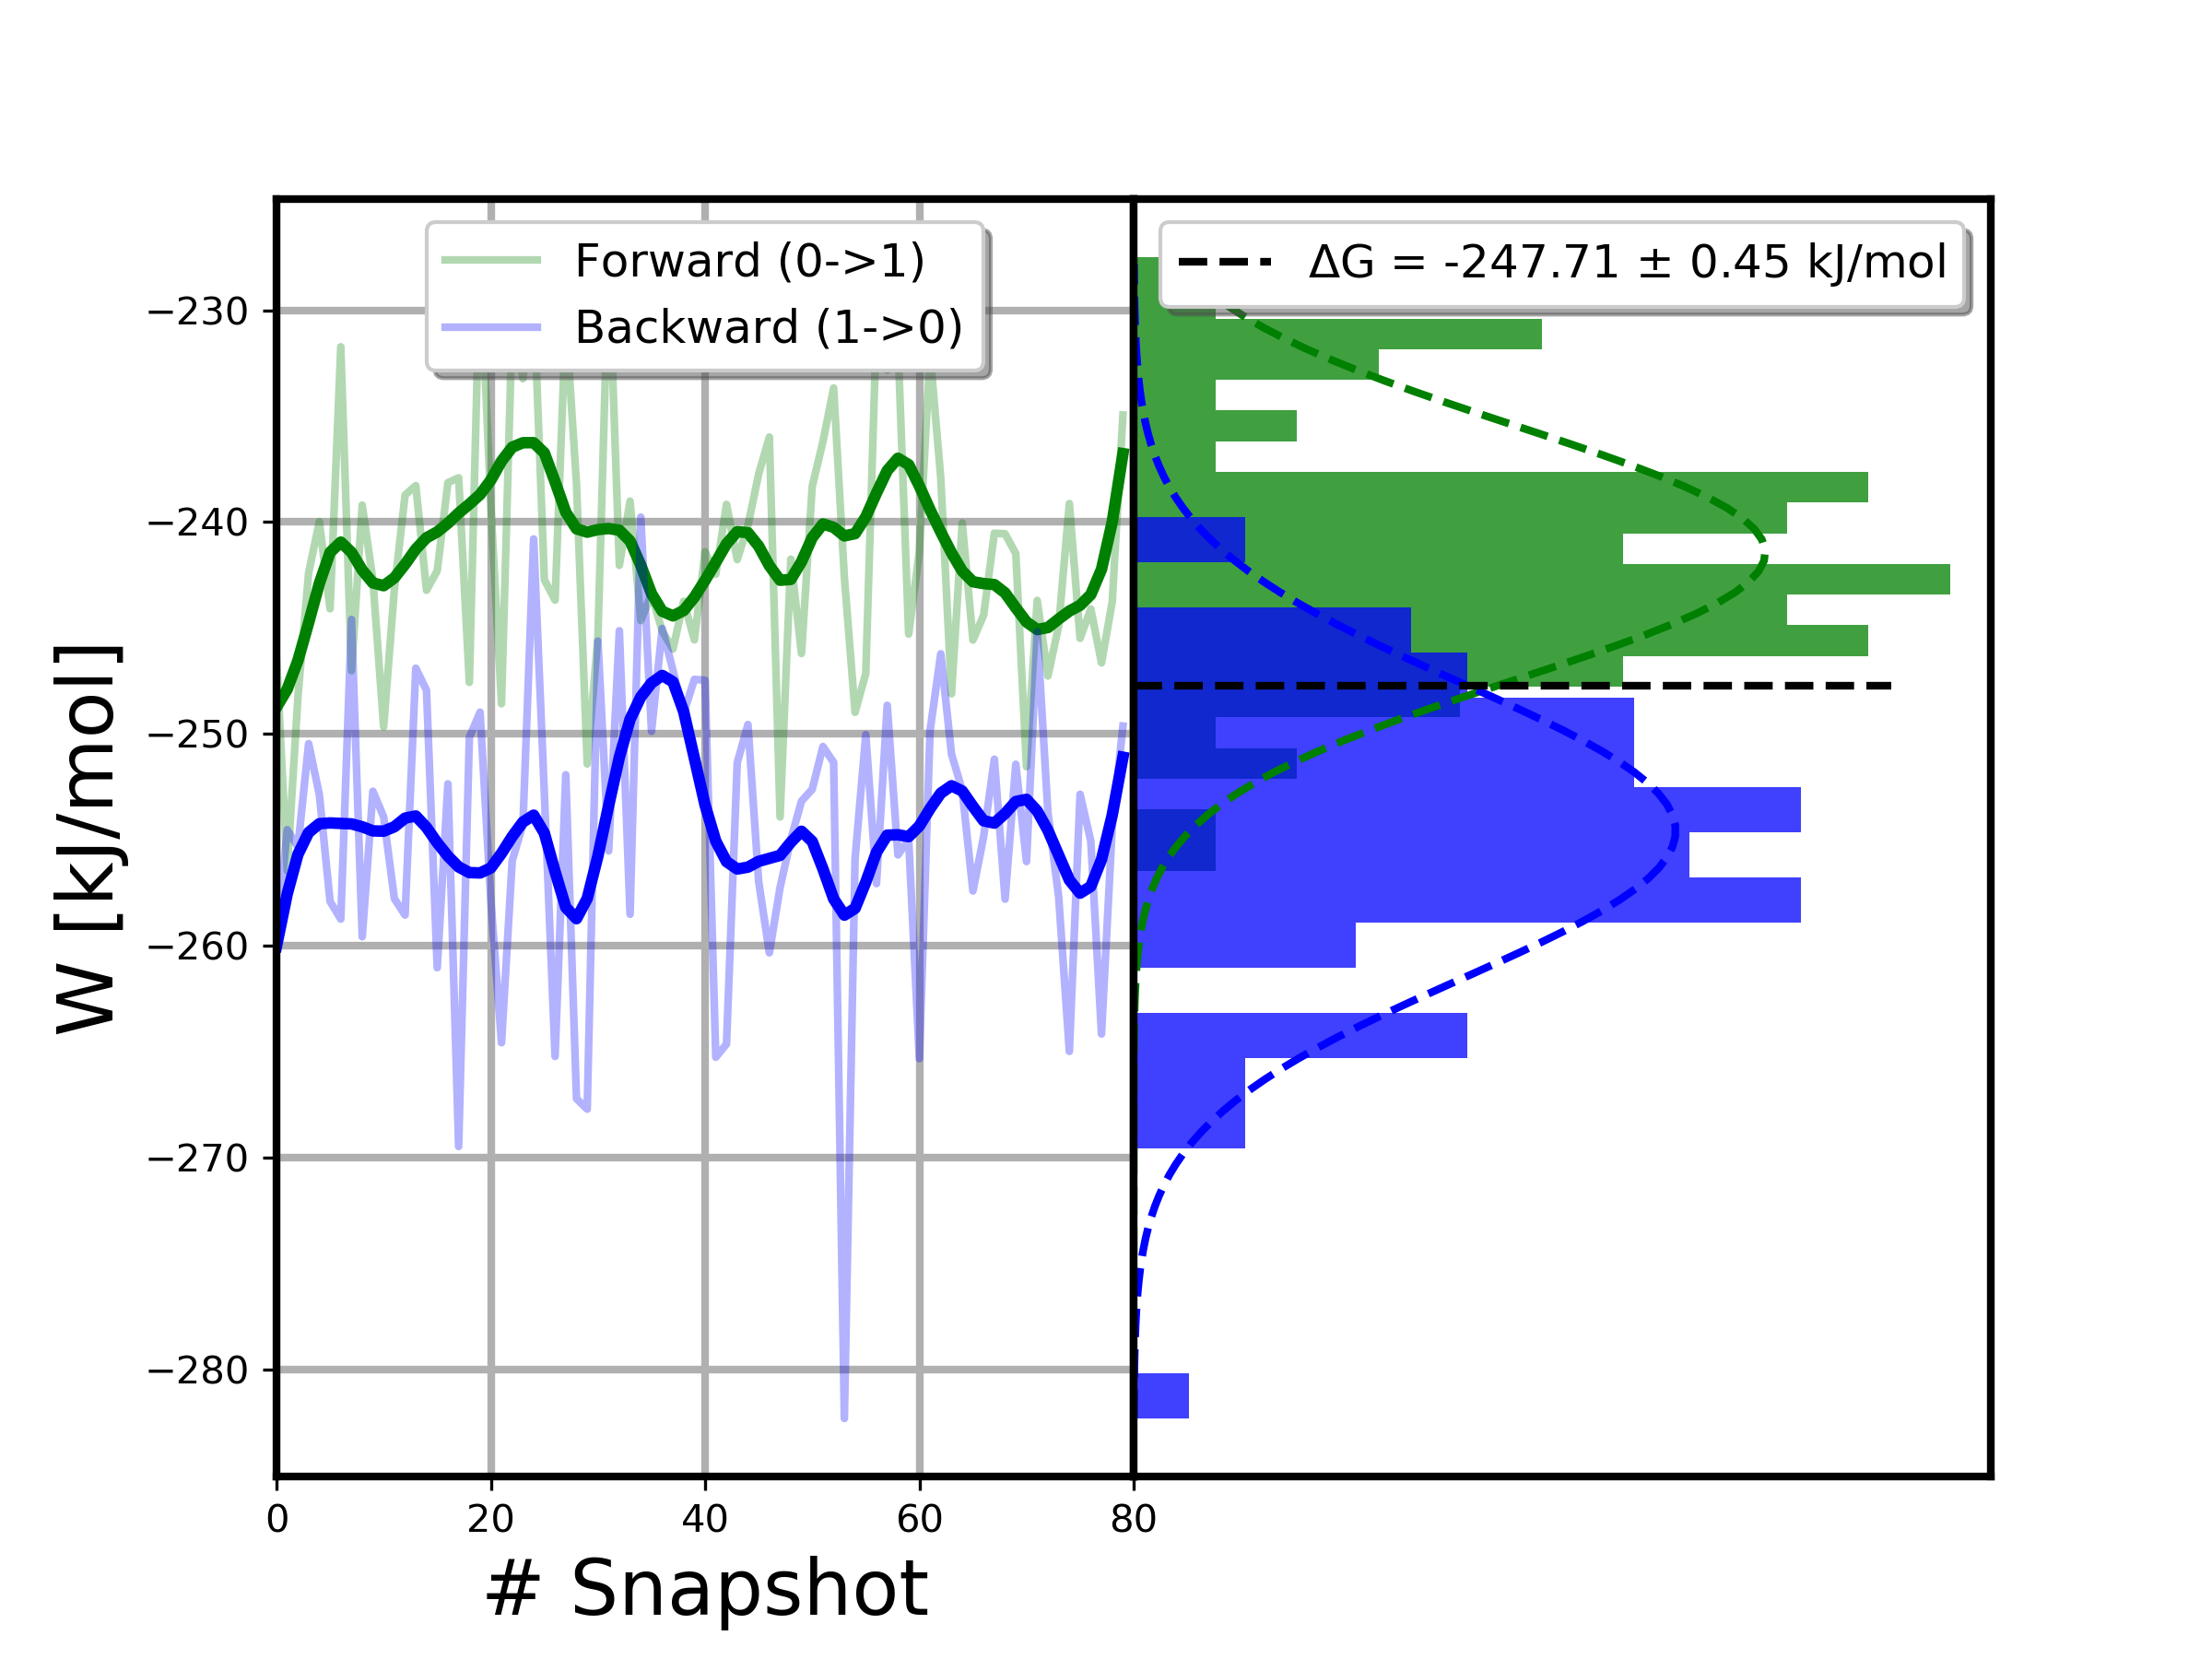 Forward (0->1)
Backward (1->0)
ΔG = -247.71 ± 0.45 kJ/mol
W [kJ/mol]
−230
−240
−250
−260
−270
−280
0 20 40 60 80
# Snapshot